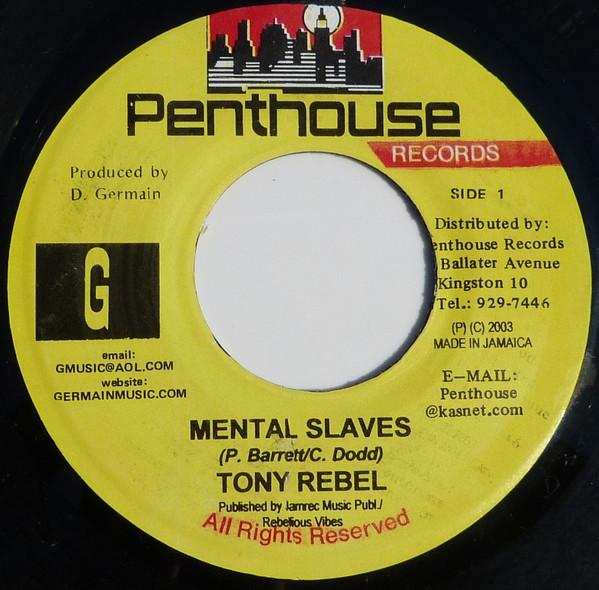 Penthouse
RECORDS
Produced by
D. Germain
SIDE 1
Distributed by:
enthouse Records
Ballater Avenue
Kingston 10
Tel.: 929-7446
(P) (C) 2003
MADE IN JAMAICA
G
email:
GMUSIC@AOL.COM
website:
GERMAINMUSIC.COM
E-MAIL:
Penthouse
@kasnet.com
MENTAL SLAVES
(P. Barrett/C. Dodd)
TONY REBEL
Published by Iamrec Music Publ./
Rebelious Vibes
All Rights Reserved